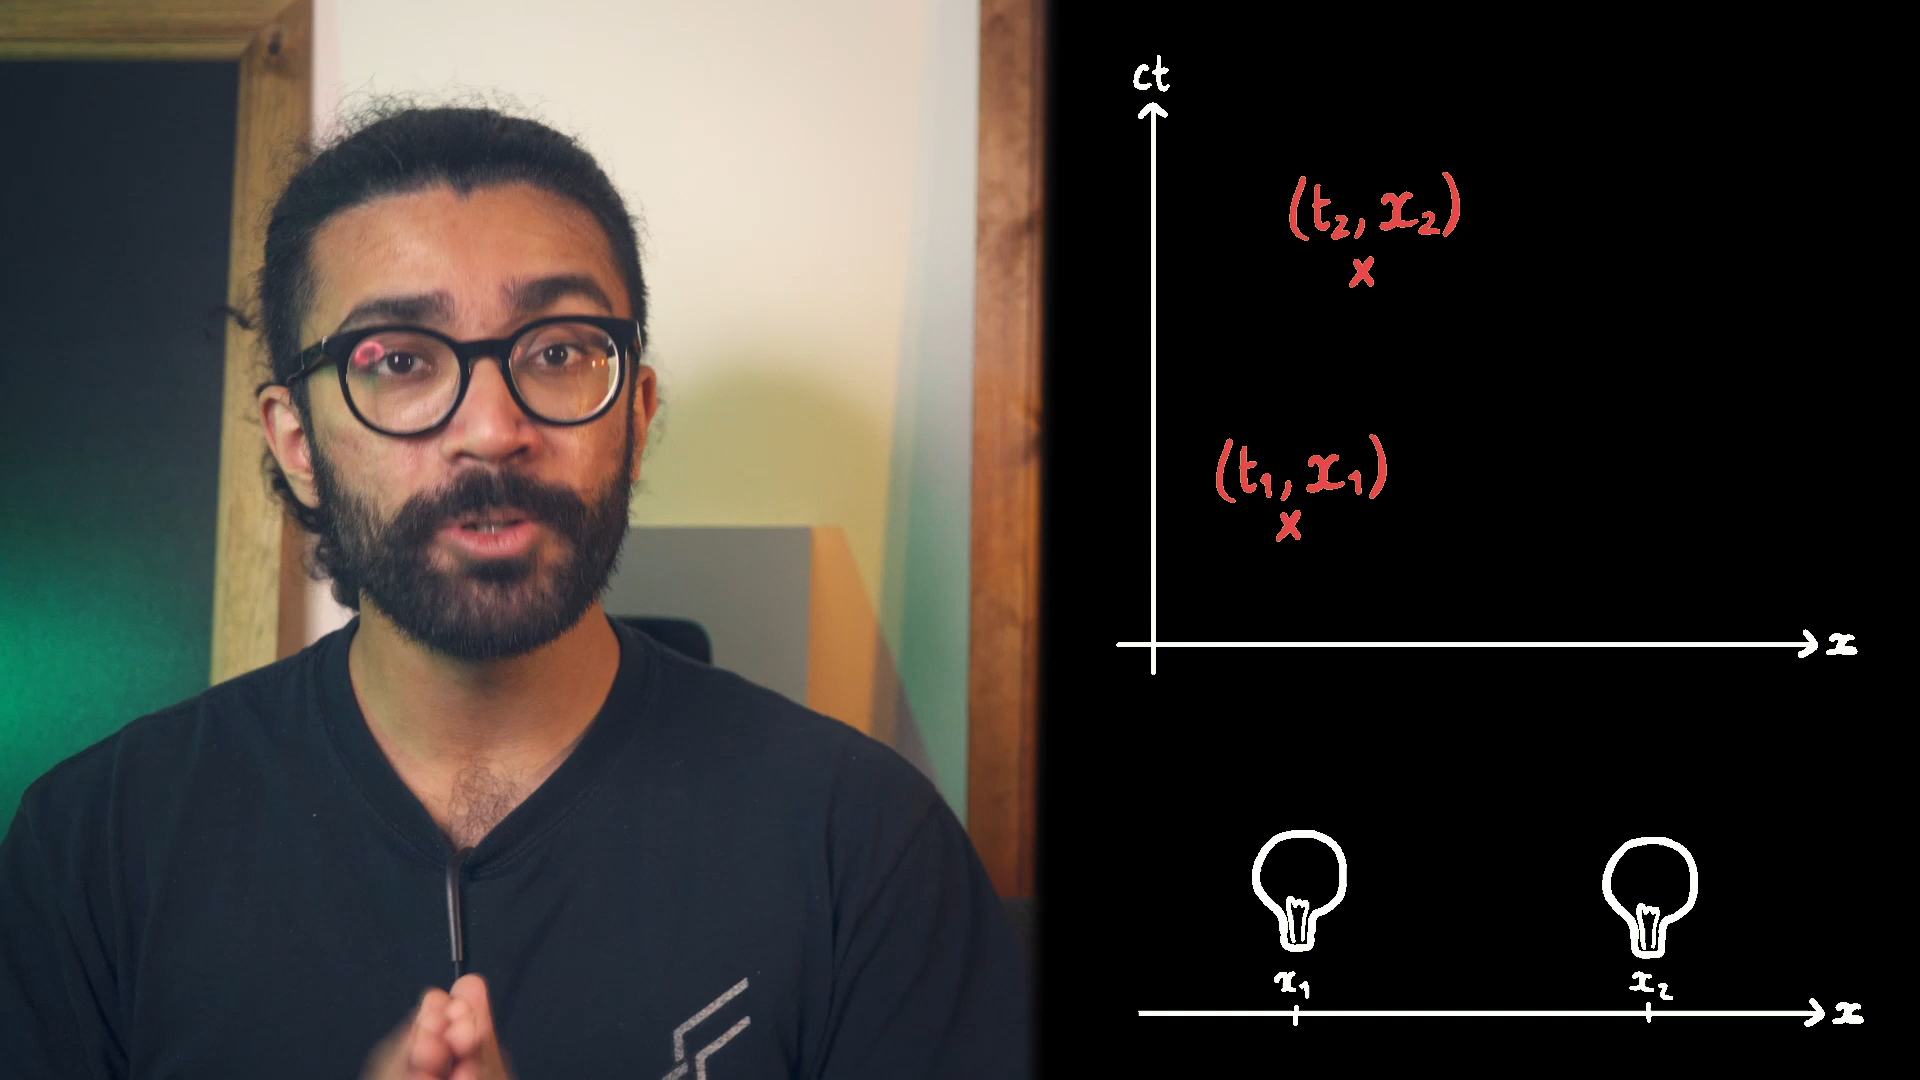 ct
(t₂, x₂)
x
(t₁, x₁)
x
x
x₁ x₂
x